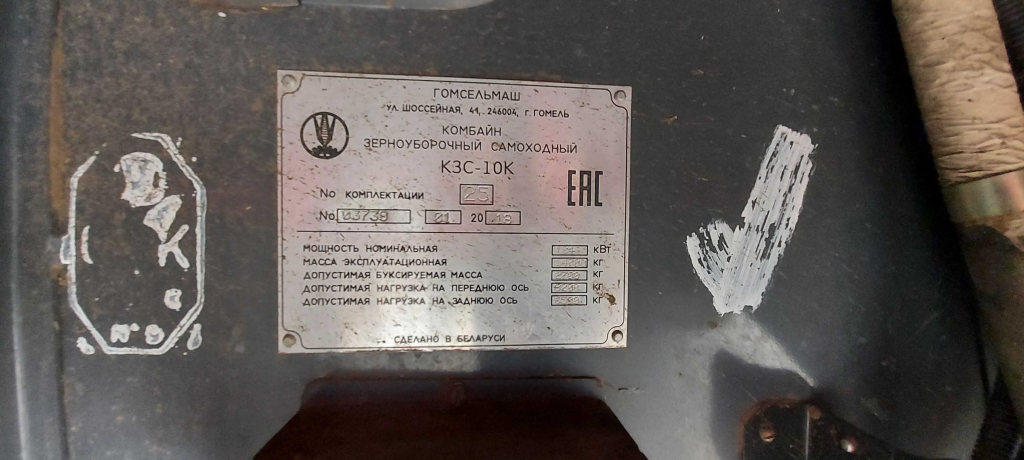 ГОМСЕЛЬМАШ
УЛ. ШОССЕЙНАЯ, 41, 246004, Г. ГОМЕЛЬ
КОМБАЙН
ЗЕРНОУБОРОЧНЫЙ САМОХОДНЫЙ
КЗС-10К
ЕАС
No КОМПЛЕКТАЦИИ 25
No 03738 01 20 18
МОЩНОСТЬ НОМИНАЛЬНАЯ кВт
МАССА ЭКСПЛУАТАЦИОННАЯ КГ
ДОПУСТИМАЯ БУКСИРУЕМАЯ МАССА КГ
ДОПУСТИМАЯ НАГРУЗКА НА ПЕРЕДНЮЮ ОСЬ КГ
ДОПУСТИМАЯ НАГРУЗКА НА ЗАДНЮЮ ОСЬ КГ
СДЕЛАНО В БЕЛАРУСИ